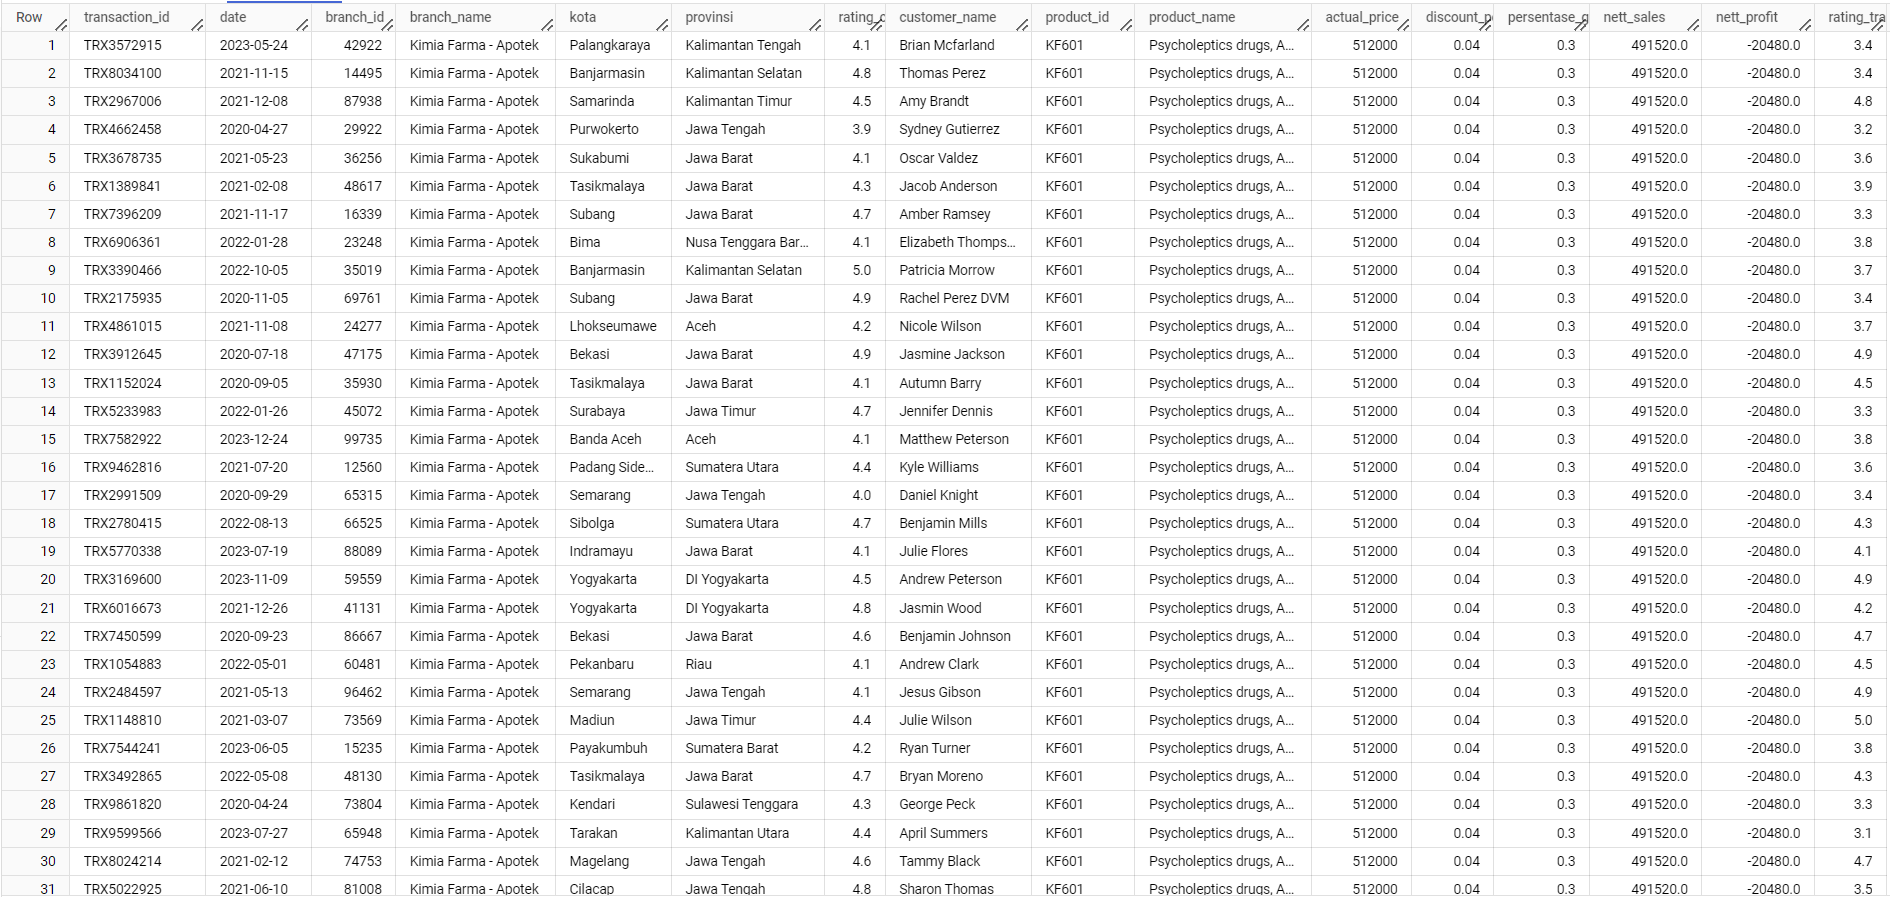 Row transaction_id date branch_id branch_name kota provinsi rating_c customer_name product_id product_name actual_price discount_p persentase_g nett_sales nett_profit rating_tra
1 TRX3572915 2023-05-24 42922 Kimia Farma - Apotek Palangkaraya Kalimantan Tengah 4.1 Brian Mcfarland KF601 Psycholeptics drugs, A... 512000 0.04 0.3 491520.0 -20480.0 3.4
2 TRX8034100 2021-11-15 14495 Kimia Farma - Apotek Banjarmasin Kalimantan Selatan 4.8 Thomas Perez KF601 Psycholeptics drugs, A... 512000 0.04 0.3 491520.0 -20480.0 3.4
3 TRX2967006 2021-12-08 87938 Kimia Farma - Apotek Samarinda Kalimantan Timur 4.5 Amy Brandt KF601 Psycholeptics drugs, A... 512000 0.04 0.3 491520.0 -20480.0 4.8
4 TRX4662458 2020-04-27 29922 Kimia Farma - Apotek Purwokerto Jawa Tengah 3.9 Sydney Gutierrez KF601 Psycholeptics drugs, A... 512000 0.04 0.3 491520.0 -20480.0 3.2
5 TRX3678735 2021-05-23 36256 Kimia Farma - Apotek Sukabumi Jawa Barat 4.1 Oscar Valdez KF601 Psycholeptics drugs, A... 512000 0.04 0.3 491520.0 -20480.0 3.6
6 TRX1389841 2021-02-08 48617 Kimia Farma - Apotek Tasikmalaya Jawa Barat 4.3 Jacob Anderson KF601 Psycholeptics drugs, A... 512000 0.04 0.3 491520.0 -20480.0 3.9
7 TRX7396209 2021-11-17 16339 Kimia Farma - Apotek Subang Jawa Barat 4.7 Amber Ramsey KF601 Psycholeptics drugs, A... 512000 0.04 0.3 491520.0 -20480.0 3.3
8 TRX6906361 2022-01-28 23248 Kimia Farma - Apotek Bima Nusa Tenggara Bar... 4.1 Elizabeth Thomps... KF601 Psycholeptics drugs, A... 512000 0.04 0.3 491520.0 -20480.0 3.8
9 TRX3390466 2022-10-05 35019 Kimia Farma - Apotek Banjarmasin Kalimantan Selatan 5.0 Patricia Morrow KF601 Psycholeptics drugs, A... 512000 0.04 0.3 491520.0 -20480.0 3.7
10 TRX2175935 2020-11-05 69761 Kimia Farma - Apotek Subang Jawa Barat 4.9 Rachel Perez DVM KF601 Psycholeptics drugs, A... 512000 0.04 0.3 491520.0 -20480.0 3.4
11 TRX4861015 2021-11-08 24277 Kimia Farma - Apotek Lhokseumawe Aceh 4.2 Nicole Wilson KF601 Psycholeptics drugs, A... 512000 0.04 0.3 491520.0 -20480.0 3.7
12 TRX3912645 2020-07-18 47175 Kimia Farma - Apotek Bekasi Jawa Barat 4.9 Jasmine Jackson KF601 Psycholeptics drugs, A... 512000 0.04 0.3 491520.0 -20480.0 4.9
13 TRX1152024 2020-09-05 35930 Kimia Farma - Apotek Tasikmalaya Jawa Barat 4.1 Autumn Barry KF601 Psycholeptics drugs, A... 512000 0.04 0.3 491520.0 -20480.0 4.5
14 TRX5233983 2022-01-26 45072 Kimia Farma - Apotek Surabaya Jawa Timur 4.7 Jennifer Dennis KF601 Psycholeptics drugs, A... 512000 0.04 0.3 491520.0 -20480.0 3.3
15 TRX7582922 2023-12-24 99735 Kimia Farma - Apotek Banda Aceh Aceh 4.1 Matthew Peterson KF601 Psycholeptics drugs, A... 512000 0.04 0.3 491520.0 -20480.0 3.8
16 TRX9462816 2021-07-20 12560 Kimia Farma - Apotek Padang Side... Sumatera Utara 4.4 Kyle Williams KF601 Psycholeptics drugs, A... 512000 0.04 0.3 491520.0 -20480.0 3.6
17 TRX2991509 2020-09-29 65315 Kimia Farma - Apotek Semarang Jawa Tengah 4.0 Daniel Knight KF601 Psycholeptics drugs, A... 512000 0.04 0.3 491520.0 -20480.0 3.4
18 TRX2780415 2022-08-13 66525 Kimia Farma - Apotek Sibolga Sumatera Utara 4.7 Benjamin Mills KF601 Psycholeptics drugs, A... 512000 0.04 0.3 491520.0 -20480.0 4.3
19 TRX5770338 2023-07-19 88089 Kimia Farma - Apotek Indramayu Jawa Barat 4.1 Julie Flores KF601 Psycholeptics drugs, A... 512000 0.04 0.3 491520.0 -20480.0 4.1
20 TRX3169600 2023-11-09 59559 Kimia Farma - Apotek Yogyakarta DI Yogyakarta 4.5 Andrew Peterson KF601 Psycholeptics drugs, A... 512000 0.04 0.3 491520.0 -20480.0 4.9
21 TRX6016673 2021-12-26 41131 Kimia Farma - Apotek Yogyakarta DI Yogyakarta 4.8 Jasmin Wood KF601 Psycholeptics drugs, A... 512000 0.04 0.3 491520.0 -20480.0 4.2
22 TRX7450599 2020-09-23 86667 Kimia Farma - Apotek Bekasi Jawa Barat 4.6 Benjamin Johnson KF601 Psycholeptics drugs, A... 512000 0.04 0.3 491520.0 -20480.0 4.7
23 TRX1054883 2022-05-01 60481 Kimia Farma - Apotek Pekanbaru Riau 4.1 Andrew Clark KF601 Psycholeptics drugs, A... 512000 0.04 0.3 491520.0 -20480.0 4.5
24 TRX2484597 2021-05-13 96462 Kimia Farma - Apotek Semarang Jawa Tengah 4.1 Jesus Gibson KF601 Psycholeptics drugs, A... 512000 0.04 0.3 491520.0 -20480.0 4.9
25 TRX1148810 2021-03-07 73569 Kimia Farma - Apotek Madiun Jawa Timur 4.4 Julie Wilson KF601 Psycholeptics drugs, A... 512000 0.04 0.3 491520.0 -20480.0 5.0
26 TRX7544241 2023-06-05 15235 Kimia Farma - Apotek Payakumbuh Sumatera Barat 4.2 Ryan Turner KF601 Psycholeptics drugs, A... 512000 0.04 0.3 491520.0 -20480.0 3.8
27 TRX3492865 2022-05-08 48130 Kimia Farma - Apotek Tasikmalaya Jawa Barat 4.7 Bryan Moreno KF601 Psycholeptics drugs, A... 512000 0.04 0.3 491520.0 -20480.0 4.3
28 TRX9861820 2020-04-24 73804 Kimia Farma - Apotek Kendari Sulawesi Tenggara 4.3 George Peck KF601 Psycholeptics drugs, A... 512000 0.04 0.3 491520.0 -20480.0 3.3
29 TRX9599566 2023-07-27 65948 Kimia Farma - Apotek Tarakan Kalimantan Utara 4.4 April Summers KF601 Psycholeptics drugs, A... 512000 0.04 0.3 491520.0 -20480.0 3.1
30 TRX8024214 2021-02-12 74753 Kimia Farma - Apotek Magelang Jawa Tengah 4.6 Tammy Black KF601 Psycholeptics drugs, A... 512000 0.04 0.3 491520.0 -20480.0 4.7
31 TRX5022925 2021-06-10 81008 Kimia Farma - Apotek Cilacap Jawa Tengah 4.8 Sharon Thomas KF601 Psycholeptics drugs, A... 512000 0.04 0.3 491520.0 -20480.0 3.5